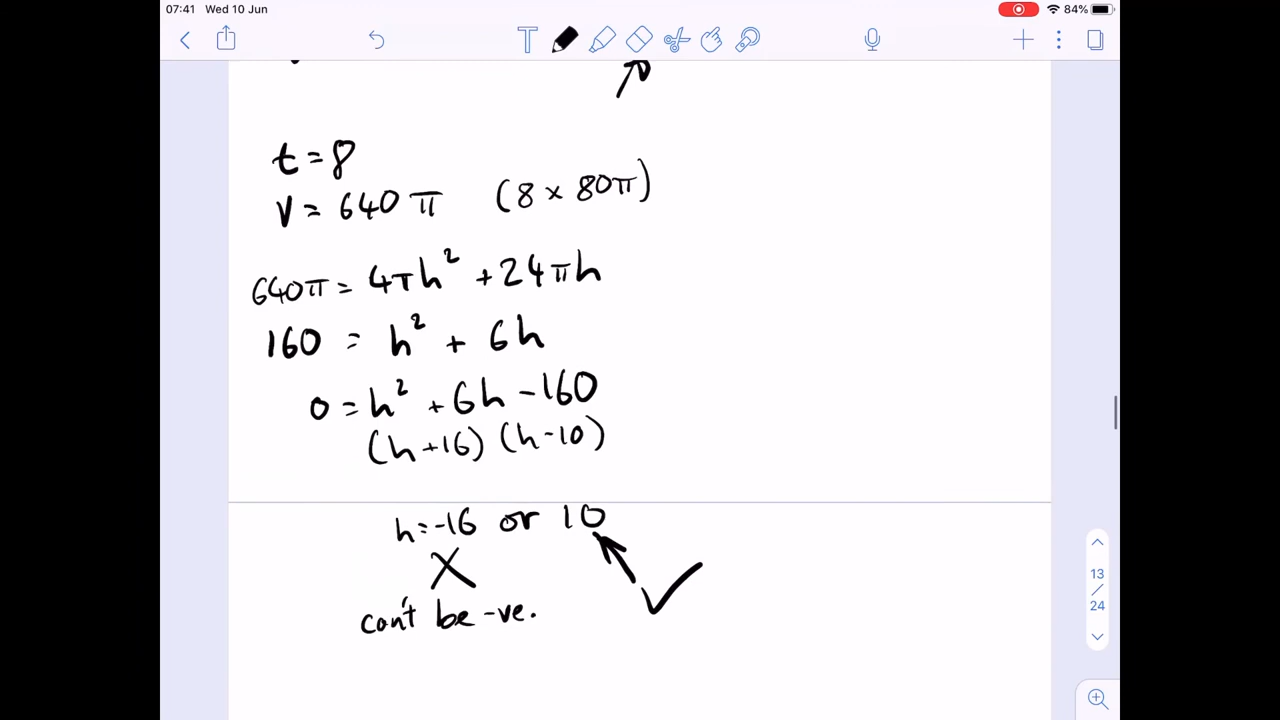 07:41 Wed 10 Jun 84%
T
t = 8
V = 640π (8 × 80π)
640π = 4πh² + 24πh
160 = h² + 6h
0 = h² + 6h - 160
(h+16) (h-10)
h = -16 or 10
can't be -ve.
13
/
24